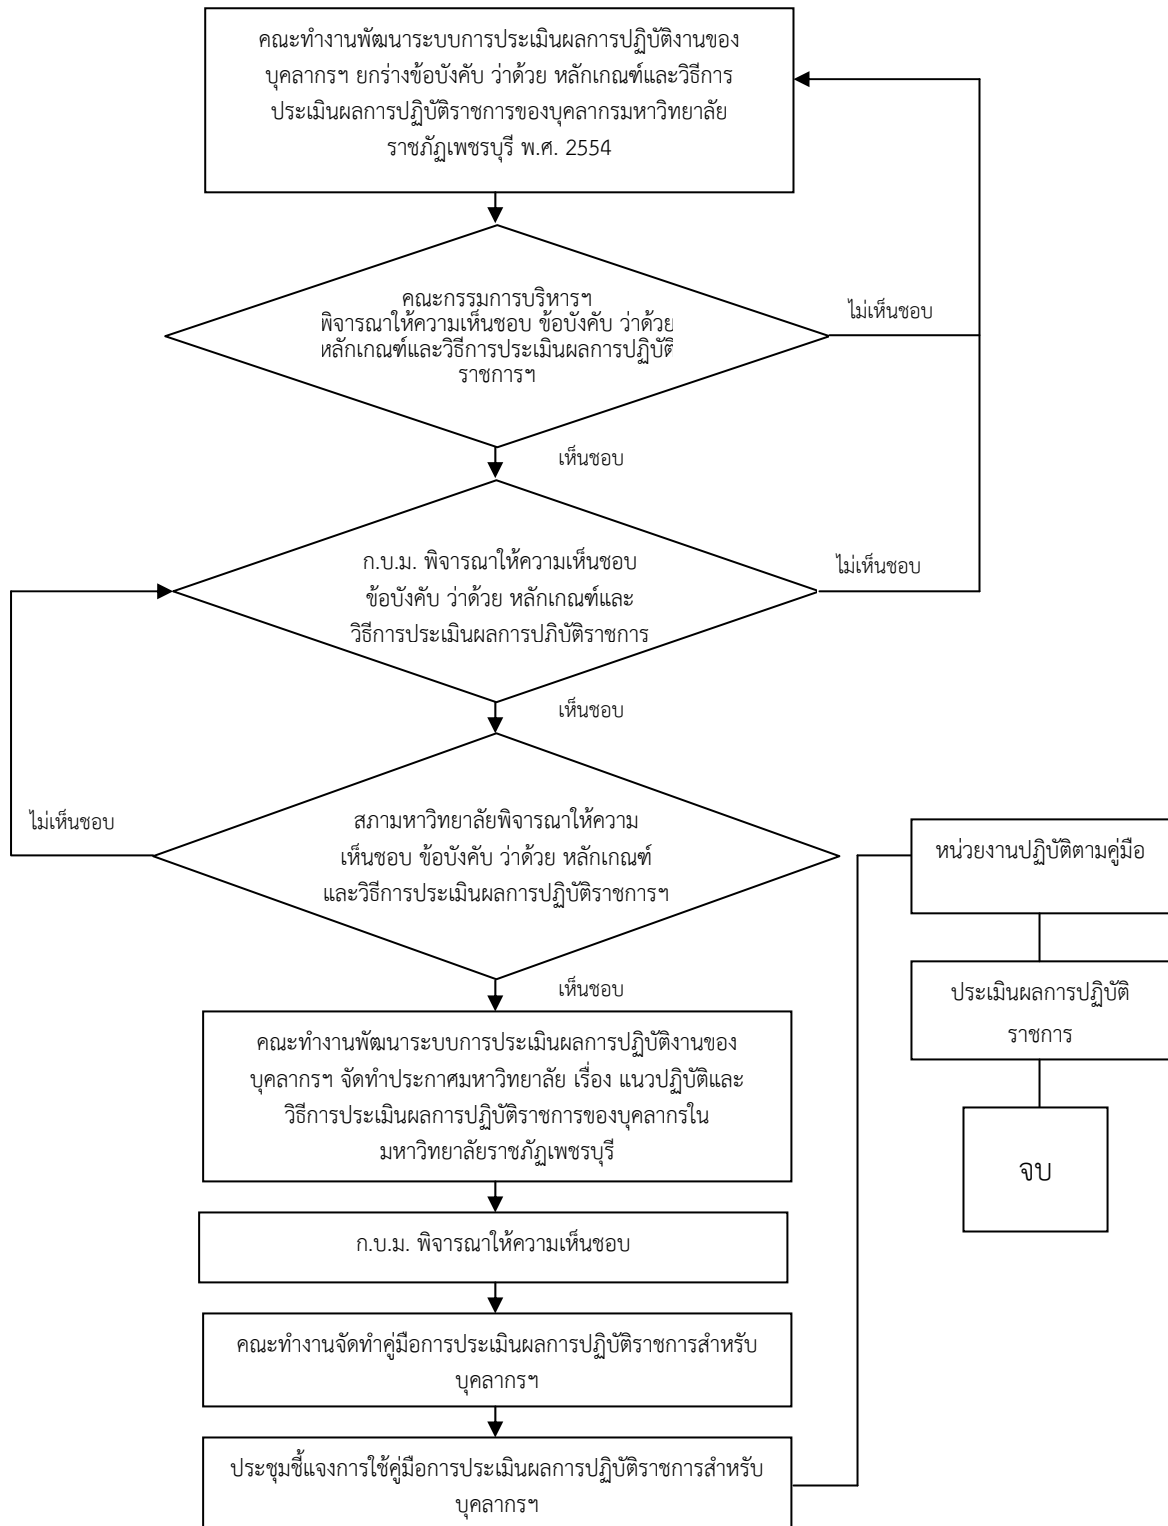 คณะทำงานพัฒนาระบบการประเมินผลการปฏิบัติงานของ
บุคลากรฯ ยกร่างข้อบังคับ ว่าด้วย หลักเกณฑ์และวิธีการ
ประเมินผลการปฏิบัติราชการของบุคลากรมหาวิทยาลัย
ราชภัฏเพชรบุรี พ.ศ. 2554
คณะกรรมการบริหารฯ
พิจารณาให้ความเห็นชอบ ข้อบังคับ ว่าด้วย
หลักเกณฑ์และวิธีการประเมินผลการปฏิบัติ
ราชการฯ
ไม่เห็นชอบ
เห็นชอบ
ก.บ.ม. พิจารณาให้ความเห็นชอบ
ข้อบังคับ ว่าด้วย หลักเกณฑ์และ
วิธีการประเมินผลการปภิบัติราชการ
ไม่เห็นชอบ
เห็นชอบ
สภามหาวิทยาลัยพิจารณาให้ความ
เห็นชอบ ข้อบังคับ ว่าด้วย หลักเกณฑ์
และวิธีการประเมินผลการปฏิบัติราชการฯ
ไม่เห็นชอบ
เห็นชอบ
คณะทำงานพัฒนาระบบการประเมินผลการปฏิบัติงานของ
บุคลากรฯ จัดทำประกาศมหาวิทยาลัย เรื่อง แนวปฏิบัติและ
วิธีการประเมินผลการปฏิบัติราชการของบุคลากรใน
มหาวิทยาลัยราชภัฏเพชรบุรี
ก.บ.ม. พิจารณาให้ความเห็นชอบ
คณะทำงานจัดทำคู่มือการประเมินผลการปฏิบัติราชการสำหรับ
บุคลากรฯ
ประชุมชี้แจงการใช้คู่มือการประเมินผลการปฏิบัติราชการสำหรับ
บุคลากรฯ
หน่วยงานปฏิบัติตามคู่มือ
ประเมินผลการปฏิบัติ
ราชการ
จบ